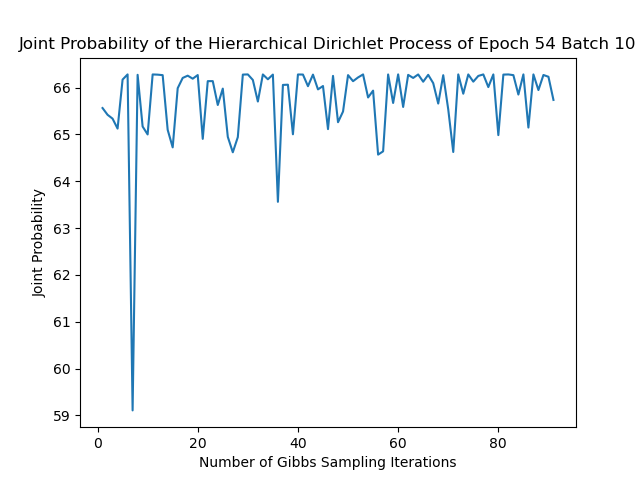 Joint Probability of the Hierarchical Dirichlet Process of Epoch 54 Batch 10
66
65
64
63
62
61
60
59
Joint Probability
0 20 40 60 80
Number of Gibbs Sampling Iterations